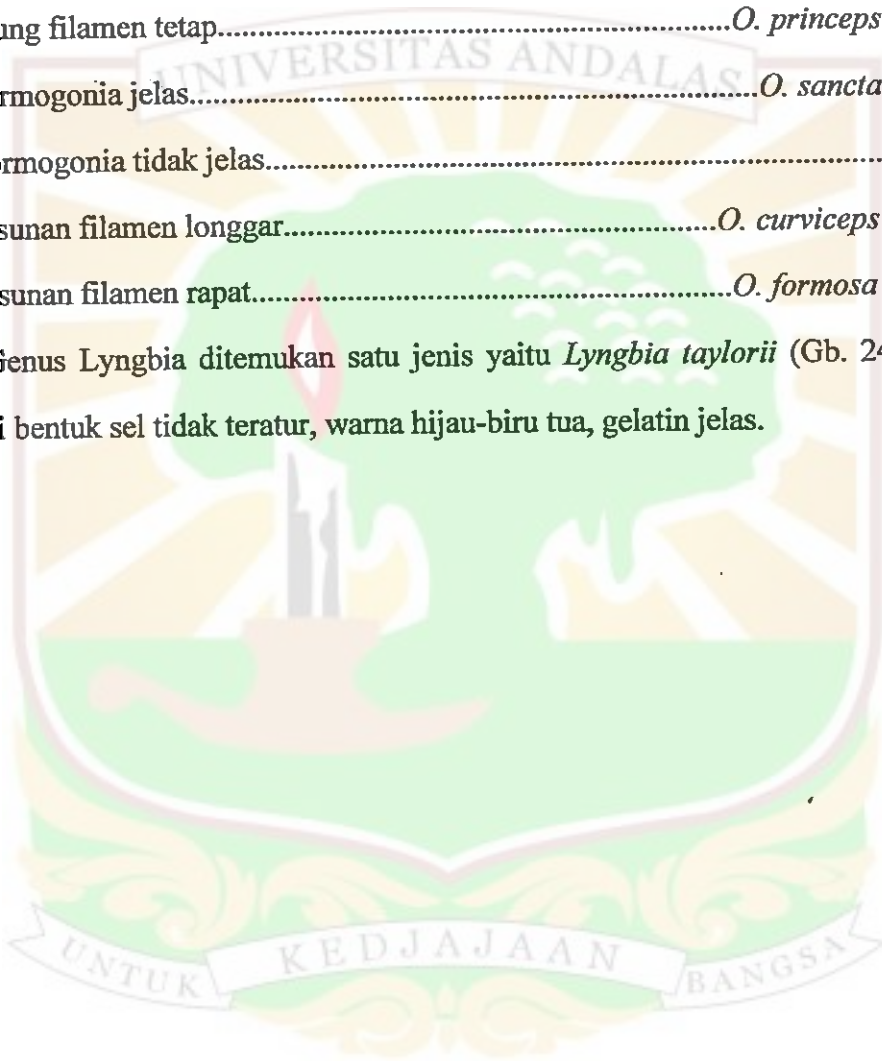 ung filamen tetap......................................................................O. princeps
UNIVERSITAS ANDALAS
rmogonia jelas..............................................................................O. sancta
ormogonia tidak jelas.....................................................................................
sunan filamen longgar...........................................................O. curviceps
sunan filamen rapat..................................................................O. formosa
Genus Lyngbia ditemukan satu jenis yaitu Lyngbia taylorii (Gb. 24
i bentuk sel tidak teratur, warna hijau-biru tua, gelatin jelas.
UNTUK KEDJAJAAN BANGSA